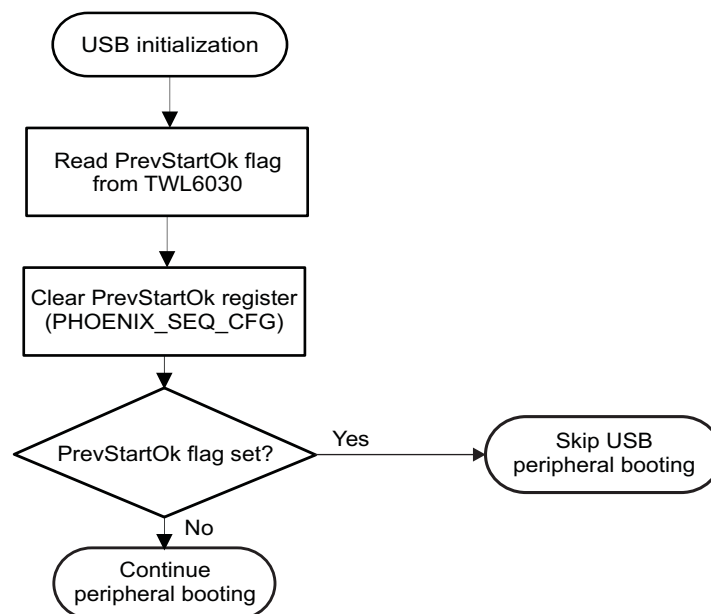 USB initialization
Read PrevStartOk flag
from TWL6030
Clear PrevStartOk register
(PHOENIX_SEQ_CFG)
PrevStartOk flag set?
Yes
Skip USB
peripheral booting
No
Continue
peripheral booting